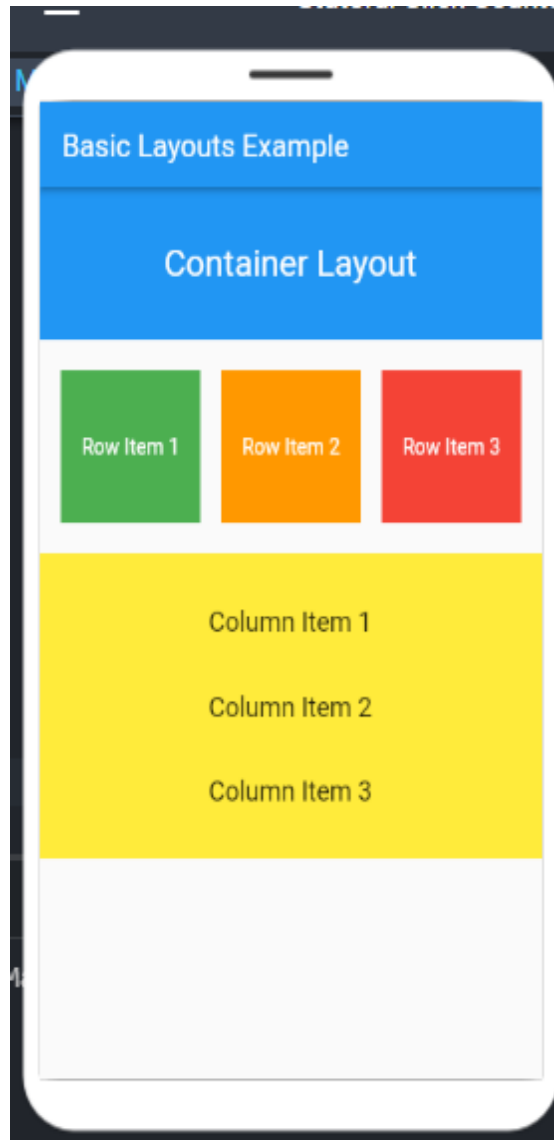 Basic Layouts Example
Container Layout
Row Item 1 Row Item 2 Row Item 3
Column Item 1
Column Item 2
Column Item 3